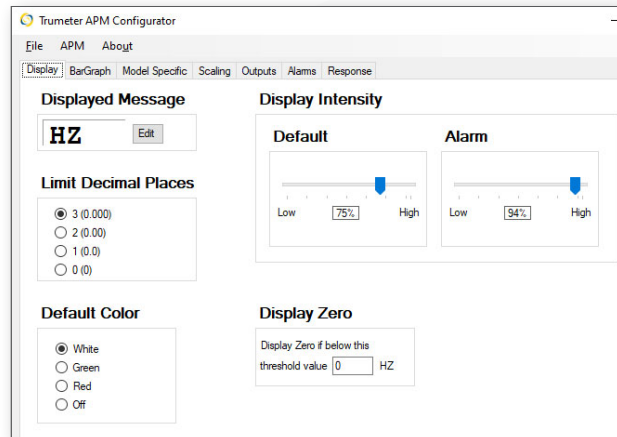 Trumeter APM Configurator
File APM About
Display BarGraph Model Specific Scaling Outputs Alarms Response
Displayed Message
HZ Edit
Limit Decimal Places
3 (0.000)
2 (0.00)
1 (0.0)
0 (0)
Default Color
White
Green
Red
Off
Display Intensity
Default
Low 75% High
Alarm
Low 94% High
Display Zero
Display Zero if below this
threshold value 0 HZ